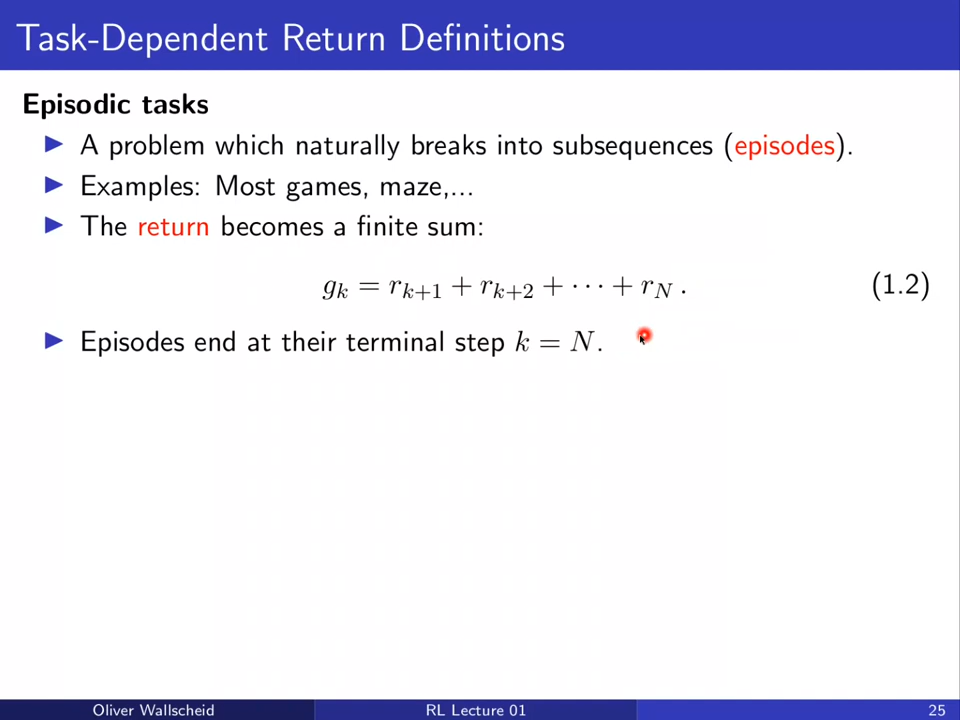 Task-Dependent Return Definitions
Episodic tasks
▶ A problem which naturally breaks into subsequences (episodes).
▶ Examples: Most games, maze,...
▶ The return becomes a finite sum:
g_k = r_{k+1} + r_{k+2} + ⋯ + r_N . (1.2)
▶ Episodes end at their terminal step k = N.
Oliver Wallscheid RL Lecture 01 25